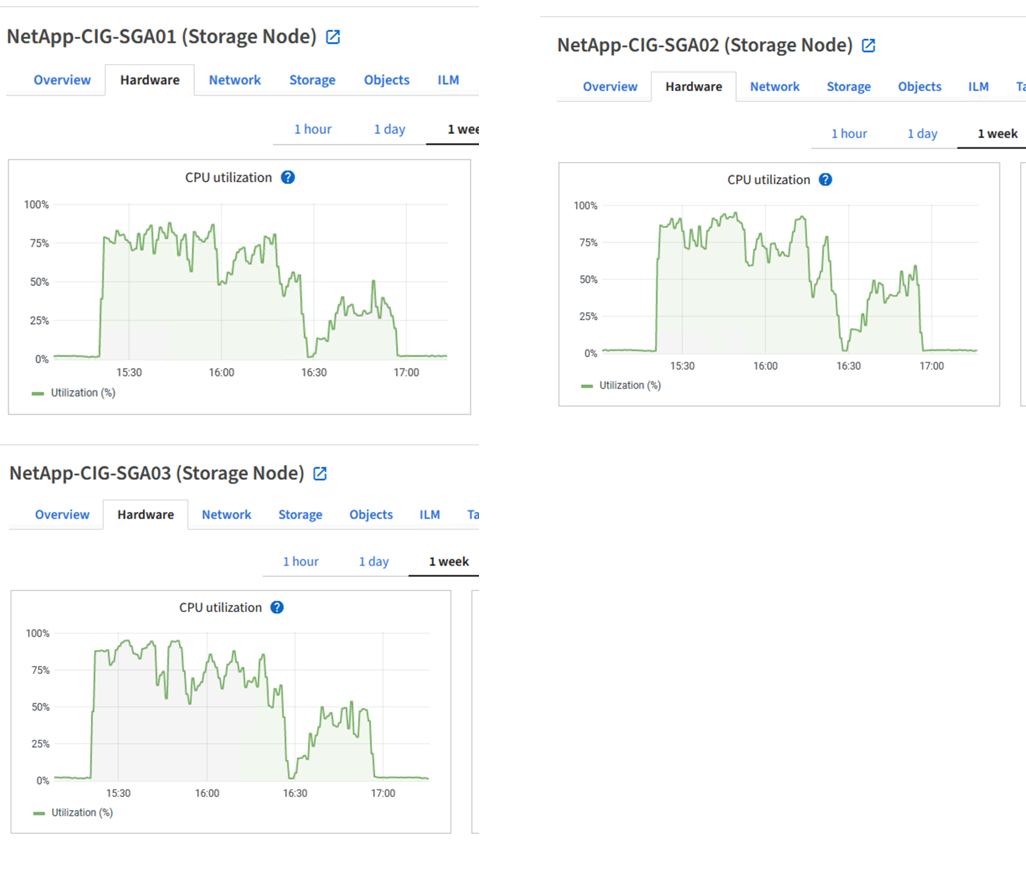 NetApp-CIG-SGA01 (Storage Node)
Overview Hardware Network Storage Objects ILM
1 hour 1 day 1 wee
CPU utilization ?
100%
75%
50%
25%
0%
15:30 16:00 16:30 17:00
Utilization (%)
NetApp-CIG-SGA02 (Storage Node)
Overview Hardware Network Storage Objects ILM Ta
1 hour 1 day 1 week
CPU utilization ?
100%
75%
50%
25%
0%
15:30 16:00 16:30 17:00
Utilization (%)
NetApp-CIG-SGA03 (Storage Node)
Overview Hardware Network Storage Objects ILM Ta
1 hour 1 day 1 week
CPU utilization ?
100%
75%
50%
25%
0%
15:30 16:00 16:30 17:00
Utilization (%)